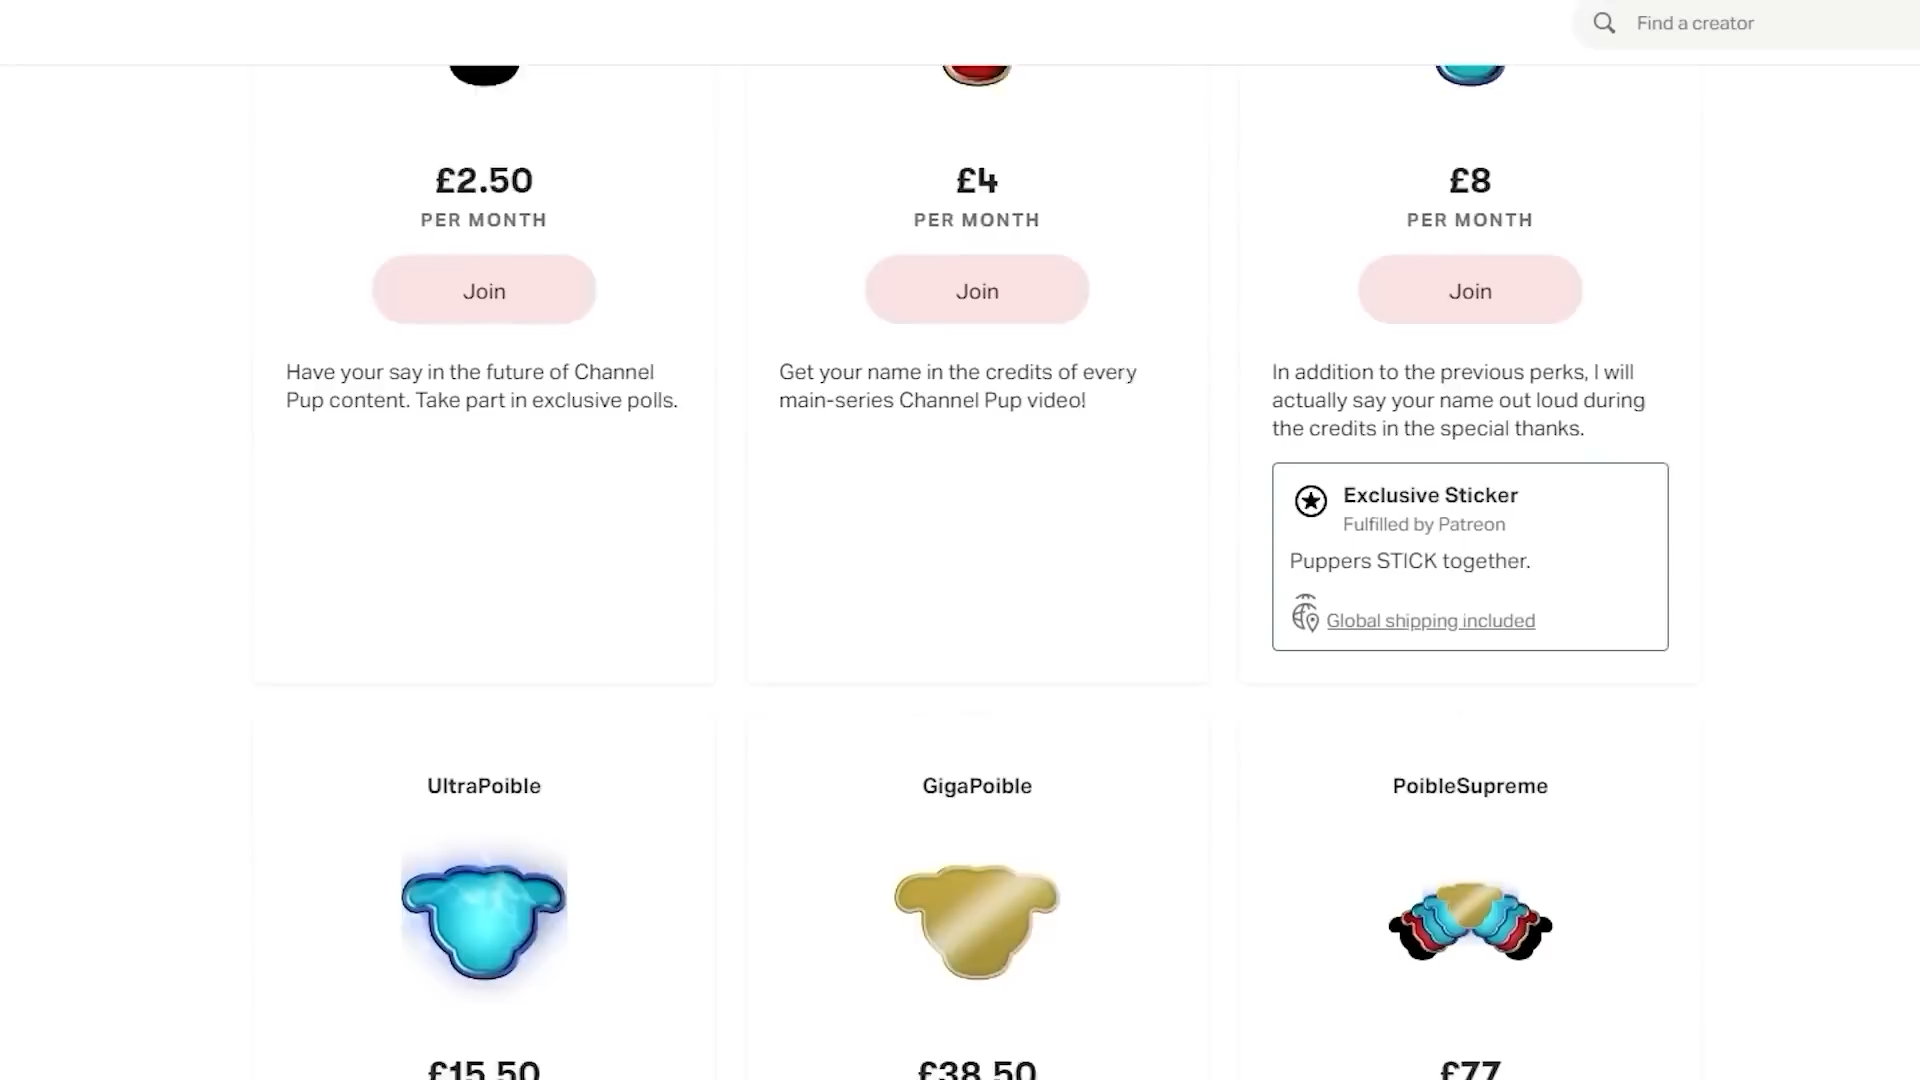 Find a creator
£2.50
PER MONTH
Join
Have your say in the future of Channel
Pup content. Take part in exclusive polls.
£4
PER MONTH
Join
Get your name in the credits of every
main-series Channel Pup video!
£8
PER MONTH
Join
In addition to the previous perks, I will
actually say your name out loud during
the credits in the special thanks.
Exclusive Sticker
Fulfilled by Patreon
Puppers STICK together.
Global shipping included
UltraPoible
£15.50
GigaPoible
£38.50
PoibleSupreme
£77